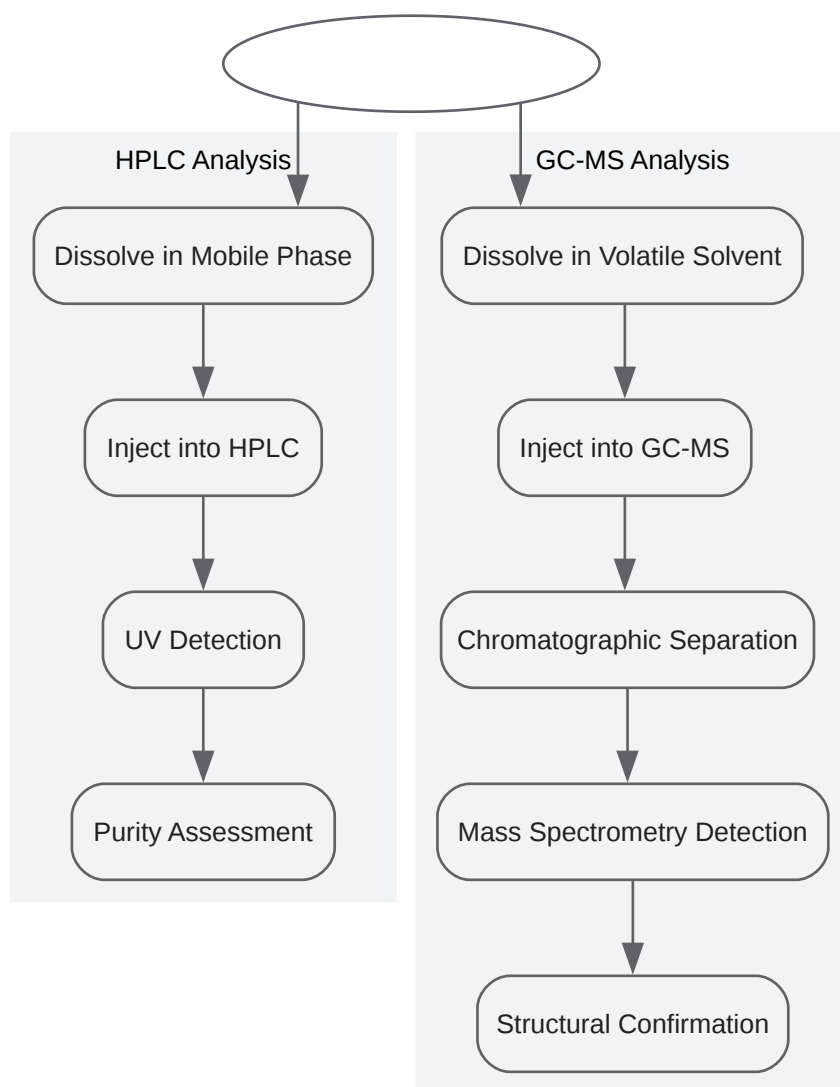 HPLC Analysis
Dissolve in Mobile Phase
Inject into HPLC
UV Detection
Purity Assessment
GC-MS Analysis
Dissolve in Volatile Solvent
Inject into GC-MS
Chromatographic Separation
Mass Spectrometry Detection
Structural Confirmation